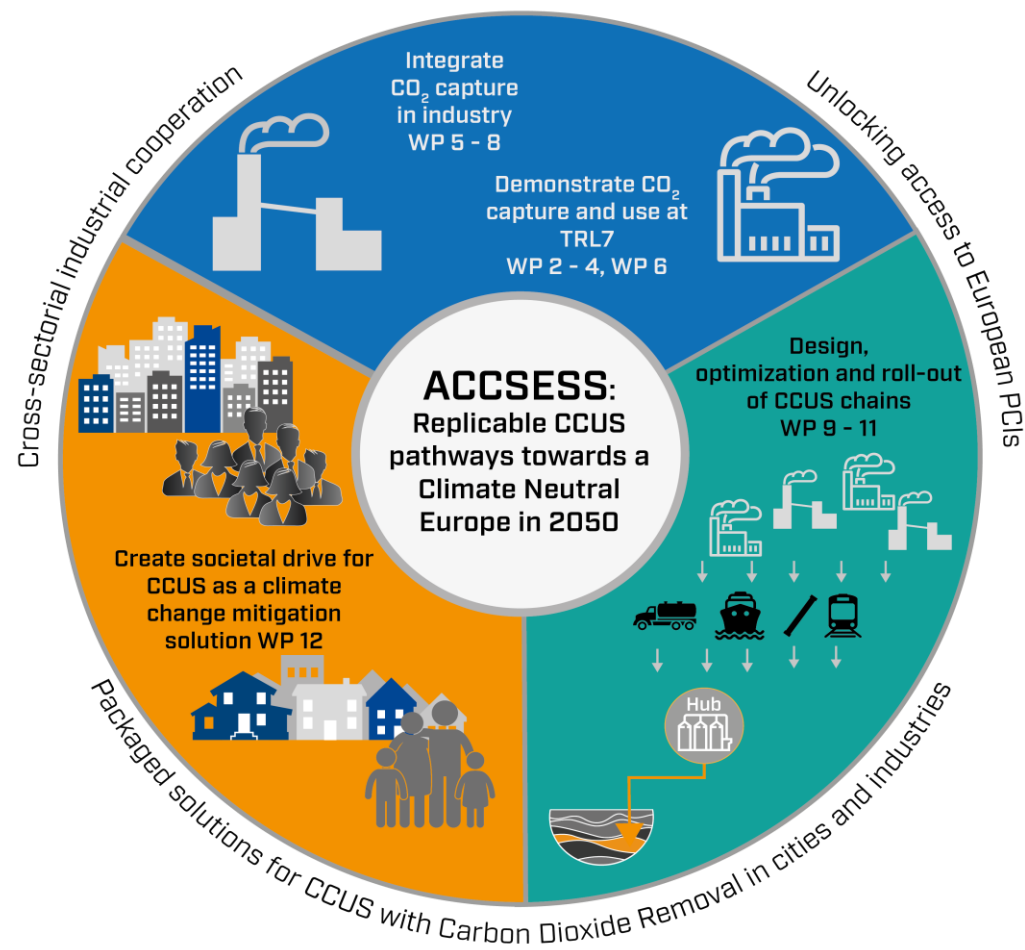 Cross-sectorial industrial cooperation
Unlocking access to European PCIs
Integrate
CO₂ capture
in industry
WP 5 - 8
Demonstrate CO₂
capture and use at
TRL7
WP 2 - 4, WP 6
ACCSESS:
Replicable CCUS
pathways towards a
Climate Neutral
Europe in 2050
Design,
optimization and roll-out
of CCUS chains
WP 9 - 11
Hub
Create societal drive for
CCUS as a climate
change mitigation
solution WP 12
Packaged solutions for CCUS with Carbon Dioxide Removal in cities and industries